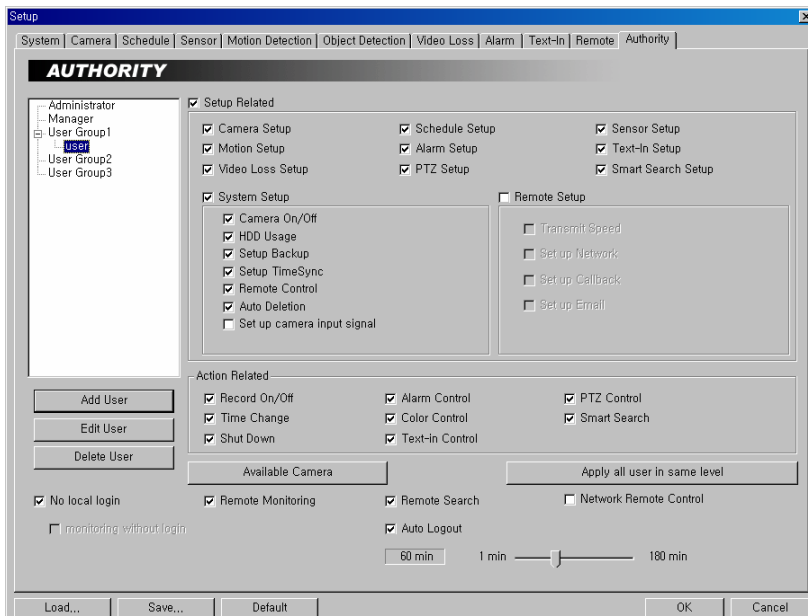 Setup
System Camera Schedule Sensor Motion Detection Object Detection Video Loss Alarm Text-In Remote Authority
AUTHORITY
Administrator
Manager
User Group1
user
User Group2
User Group3
Setup Related
Camera Setup Schedule Setup Sensor Setup
Motion Setup Alarm Setup Text-In Setup
Video Loss Setup PTZ Setup Smart Search Setup
System Setup
Camera On/Off
HDD Usage
Setup Backup
Setup TimeSync
Remote Control
Auto Deletion
Set up camera input signal
Remote Setup
Transmit Speed
Set up Network
Set up Callback
Set up Email
Add User
Edit User
Delete User
Action Related
Record On/Off Alarm Control PTZ Control
Time Change Color Control Smart Search
Shut Down Text-in Control
Available Camera Apply all user in same level
No local login Remote Monitoring Remote Search Network Remote Control
monitoring without login Auto Logout
60 min 1 min 180 min
Load... Save... Default OK Cancel